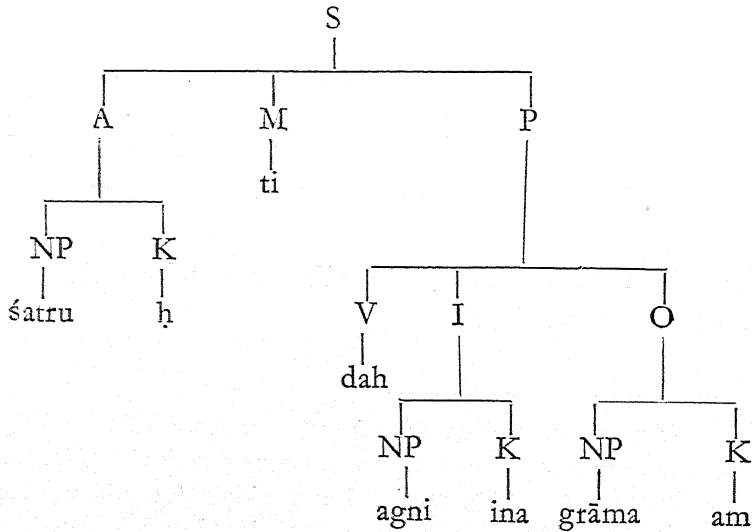 S
A M P
ti
NP K
śatru ḥ
V I O
dah
NP K NP K
agni ina grāma am